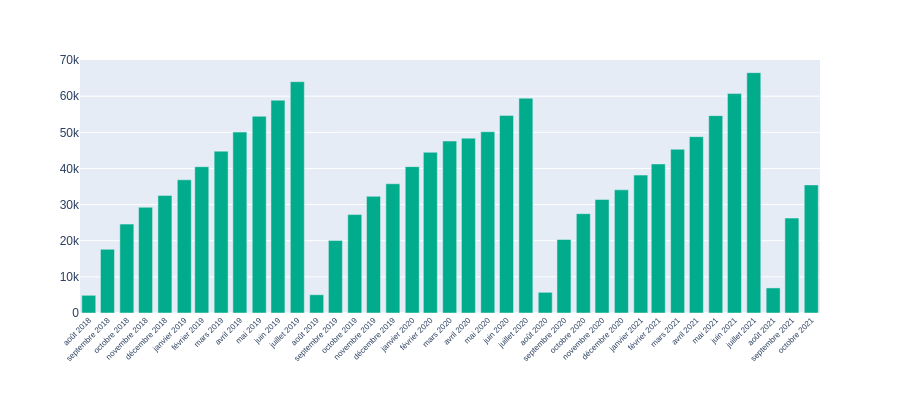 70k
60k
50k
40k
30k
20k
10k
0
août 2018
septembre 2018
octobre 2018
novembre 2018
décembre 2018
janvier 2019
février 2019
mars 2019
avril 2019
mai 2019
juin 2019
juillet 2019
août 2019
septembre 2019
octobre 2019
novembre 2019
décembre 2019
janvier 2020
février 2020
mars 2020
avril 2020
mai 2020
juin 2020
juillet 2020
août 2020
septembre 2020
octobre 2020
novembre 2020
décembre 2020
janvier 2021
février 2021
mars 2021
avril 2021
mai 2021
juin 2021
juillet 2021
août 2021
septembre 2021
octobre 2021